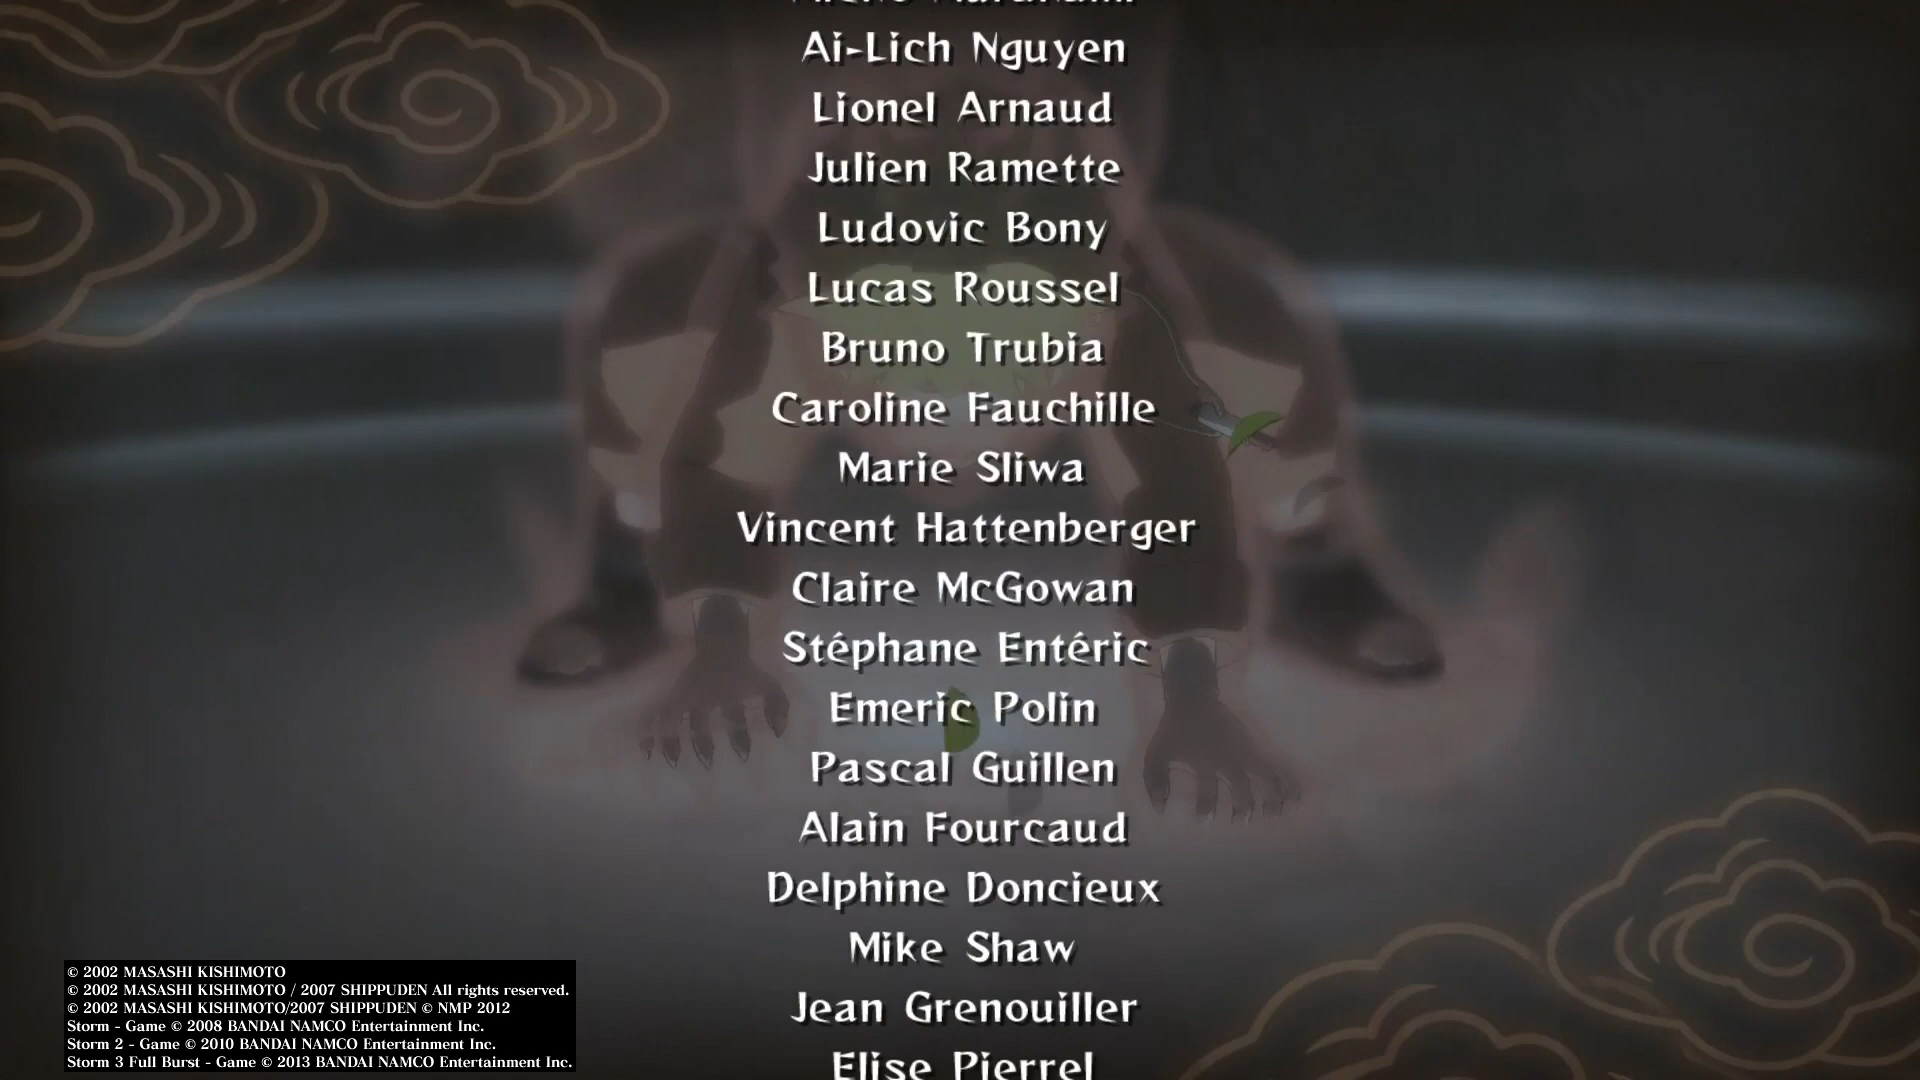 Ai-Lich Nguyen
Lionel Arnaud
Julien Ramette
Ludovic Bony
Lucas Roussel
Bruno Trubia
Caroline Fauchille
Marie Sliwa
Vincent Hattenberger
Claire McGowan
Stéphane Entéric
Emeric Polin
Pascal Guillen
Alain Fourcaud
Delphine Doncieux
Mike Shaw
Jean Grenouiller
Elise Pierrel
© 2002 MASASHI KISHIMOTO
© 2002 MASASHI KISHIMOTO / 2007 SHIPPUDEN All rights reserved.
© 2002 MASASHI KISHIMOTO/2007 SHIPPUDEN © NMP 2012
Storm - Game © 2008 BANDAI NAMCO Entertainment Inc.
Storm 2 - Game © 2010 BANDAI NAMCO Entertainment Inc.
Storm 3 Full Burst - Game © 2013 BANDAI NAMCO Entertainment Inc.